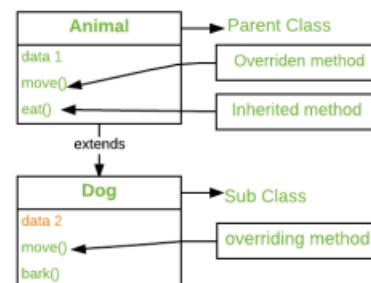 Animal
Parent Class
data 1
Overriden method
move()
eat()
Inherited method
extends
Dog
Sub Class
data 2
move()
overriding method
bark()